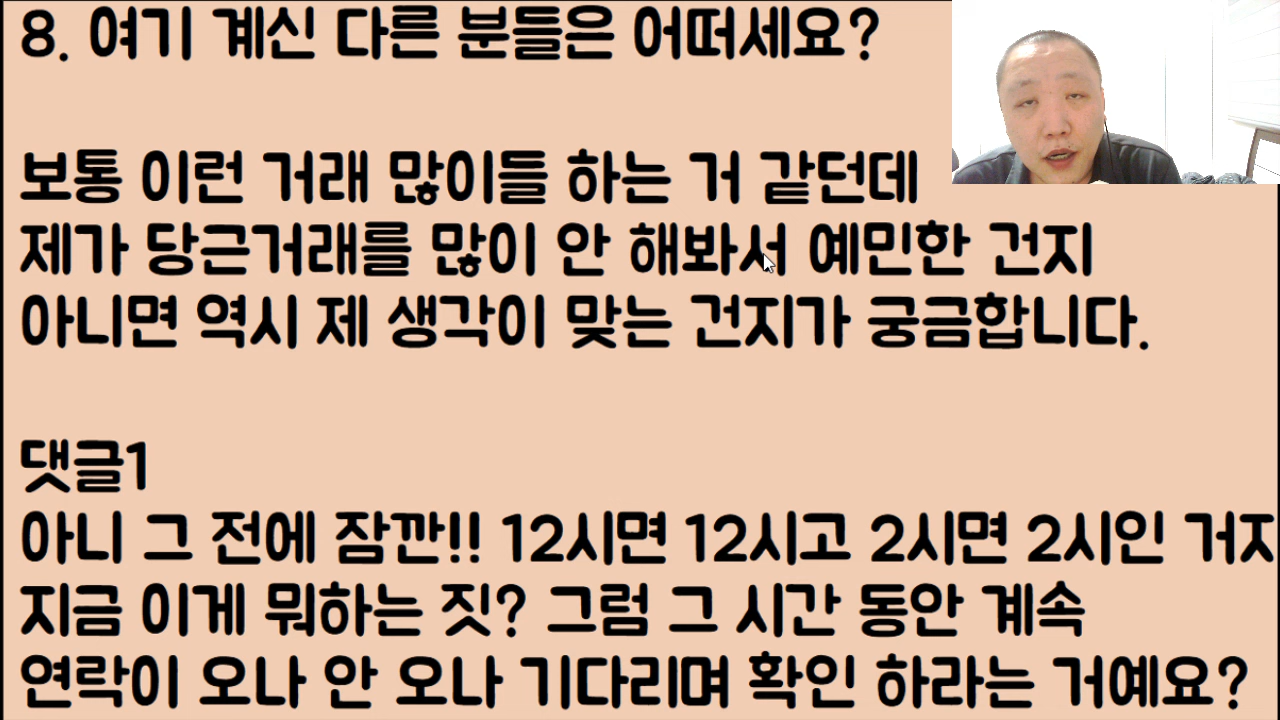 8. 여기 계신 다른 분들은 어떠세요?
보통 이런 거래 많이들 하는 거 같던데
제가 당근거래를 많이 안 해봐서 예민한 건지
아니면 역시 제 생각이 맞는 건지가 궁금합니다.
댓글1
아니 그 전에 잠깐!! 12시면 12시고 2시면 2시인 거지
지금 이게 뭐하는 짓? 그럼 그 시간 동안 계속
연락이 오나 안 오나 기다리며 확인 하라는 거예요?